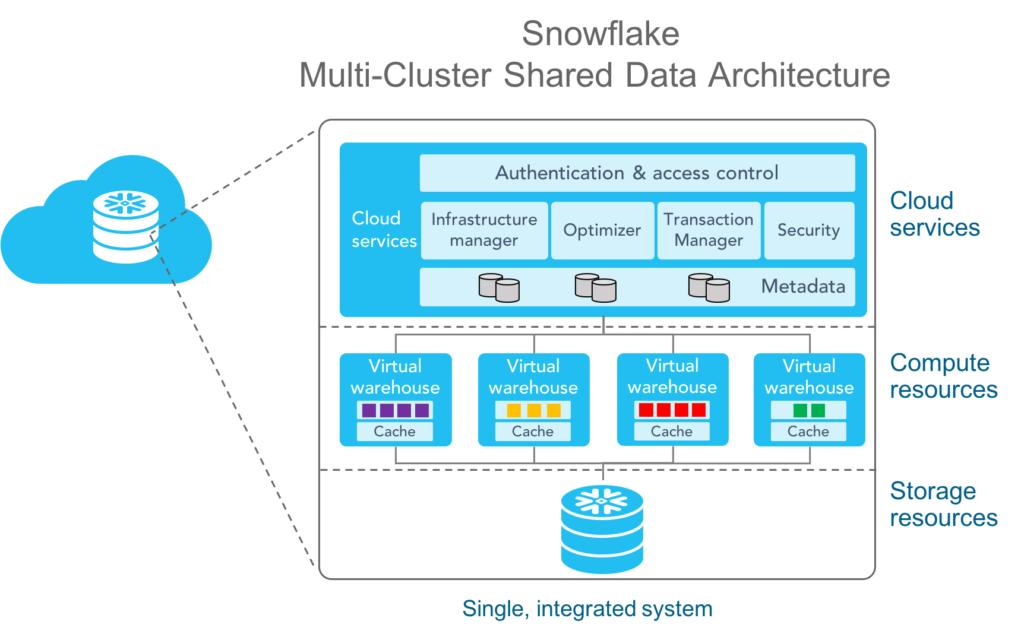 Snowflake
Multi-Cluster Shared Data Architecture
Authentication & access control
Cloud
services
Infrastructure
manager
Optimizer
Transaction
Manager
Security
Metadata
Cloud
services
Virtual
warehouse
Cache
Virtual
warehouse
Cache
Virtual
warehouse
Cache
Virtual
warehouse
Cache
Compute
resources
Storage
resources
Single, integrated system